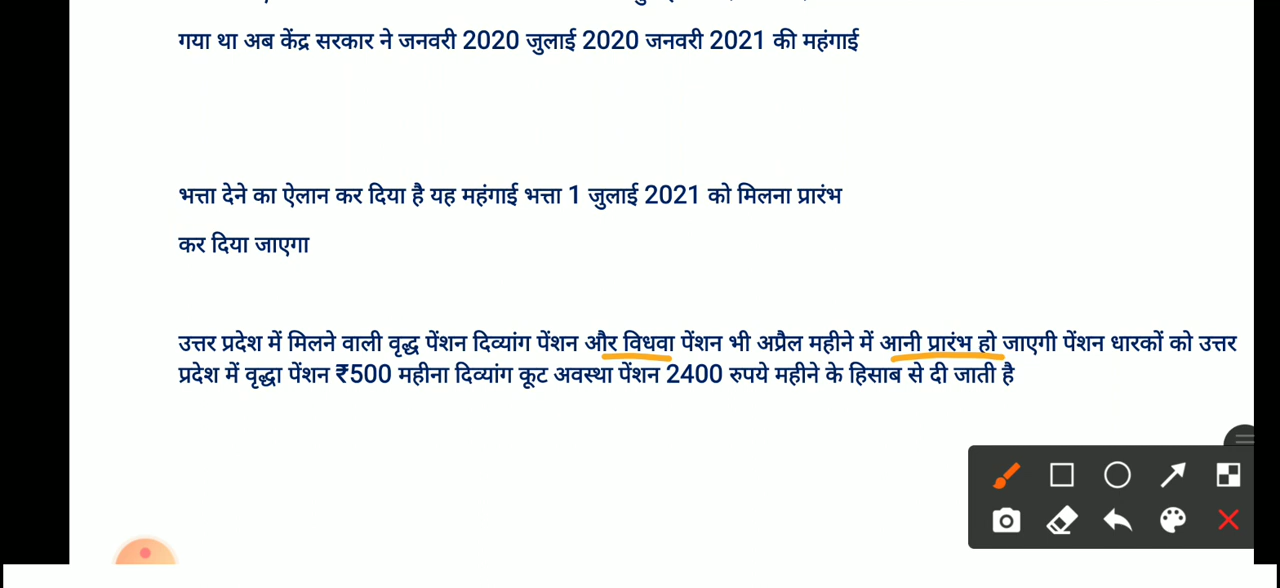 गया था अब केंद्र सरकार ने जनवरी 2020 जुलाई 2020 जनवरी 2021 की महंगाई
भत्ता देने का ऐलान कर दिया है यह महंगाई भत्ता 1 जुलाई 2021 को मिलना प्रारंभ
कर दिया जाएगा
उत्तर प्रदेश में मिलने वाली वृद्ध पेंशन दिव्यांग पेंशन और विधवा पेंशन भी अप्रैल महीने में आनी प्रारंभ हो जाएगी पेंशन धारकों को उत्तर
प्रदेश में वृद्धा पेंशन ₹500 महीना दिव्यांग कूट अवस्था पेंशन 2400 रुपये महीने के हिसाब से दी जाती है